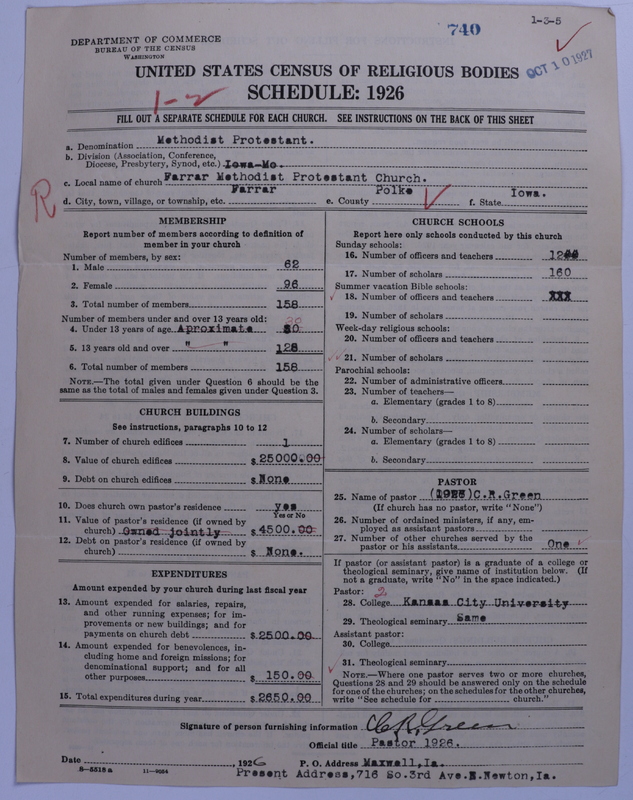 740
1-3-5
DEPARTMENT OF COMMERCE
BUREAU OF THE CENSUS
WASHINGTON
OCT 10 1927
UNITED STATES CENSUS OF RELIGIOUS BODIES
SCHEDULE: 1926
1-2
FILL OUT A SEPARATE SCHEDULE FOR EACH CHURCH. SEE INSTRUCTIONS ON THE BACK OF THIS SHEET
a. Denomination Methodist Protestant.
b. Division (Association, Conference,
Diocese, Presbytery, Synod, etc.) Iowa-Mo.
c. Local name of church Farrar Methodist Protestant Church.
d. City, town, village, or township, etc. Farrar e. County Polk f. State Iowa.
R
MEMBERSHIP
Report number of members according to definition of
member in your church
Number of members, by sex:
1. Male 62
2. Female 96
3. Total number of members 158
Number of members under and over 13 years old:
4. Under 13 years of age Aproximate 30
5. 13 years old and over " " 128
6. Total number of members 158
NOTE.—The total given under Question 6 should be the
same as the total of males and females given under Question 3.
CHURCH BUILDINGS
See instructions, paragraphs 10 to 12
7. Number of church edifices 1
8. Value of church edifices $ 25000.00
9. Debt on church edifices $ None
10. Does church own pastor's residence yes
Yes or No
11. Value of pastor's residence (if owned by
church) Owned jointly $ 4500.00
12. Debt on pastor's residence (if owned by
church) $ None.
EXPENDITURES
Amount expended by your church during last fiscal year
13. Amount expended for salaries, repairs,
and other running expenses; for im-
provements or new buildings; and for
payments on church debt $ 2500.00
14. Amount expended for benevolences, in-
cluding home and foreign missions; for
denominational support; and for all
other purposes $ 150.00
15. Total expenditures during year $ 2650.00
CHURCH SCHOOLS
Report here only schools conducted by this church
Sunday schools:
16. Number of officers and teachers 12
17. Number of scholars 160
Summer vacation Bible schools:
18. Number of officers and teachers XXX
19. Number of scholars
Week-day religious schools:
20. Number of officers and teachers
21. Number of scholars
Parochial schools:
22. Number of administrative officers
23. Number of teachers—
a. Elementary (grades 1 to 8)
b. Secondary
24. Number of scholars—
a. Elementary (grades 1 to 8)
b. Secondary
PASTOR
25. Name of pastor C.R.Green
(If church has no pastor, write "None")
26. Number of ordained ministers, if any, em-
ployed as assistant pastors
27. Number of other churches served by the
pastor or his assistants One
If pastor (or assistant pastor) is a graduate of a college or
theological seminary, give name of institution below. (If
not a graduate, write "No" in the space indicated.)
Pastor: 2
28. College Kansas City University
29. Theological seminary Same
Assistant pastor:
30. College
31. Theological seminary
NOTE.—Where one pastor serves two or more churches,
Questions 28 and 29 should be answered only on the schedule
for one of the churches; on the schedules for the other churches,
write "See schedule for church."
Signature of person furnishing information C R Green
Official title Pastor 1926.
Date , 1926 P. O. Address Maxwell, Ia.
8—5516a 11—9034
Present Address, 716 So. 3rd Ave. E. Newton, Ia.